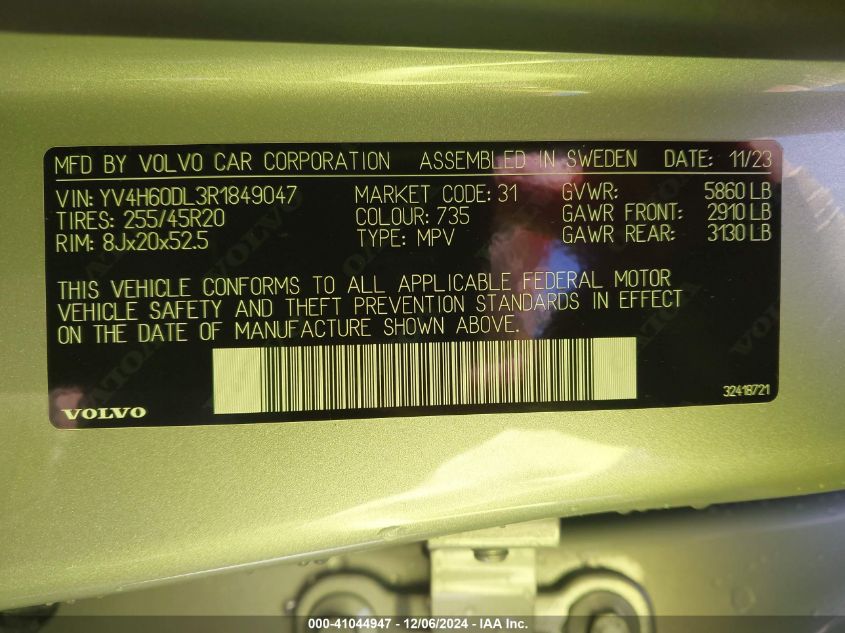 MFD BY VOLVO CAR CORPORATION ASSEMBLED IN SWEDEN DATE: 11/23
VIN: YV4H60DL3R1849047 MARKET CODE: 31 GVWR: 5860 LB
TIRES: 255/45R20 COLOUR: 735 GAWR FRONT: 2910 LB
RIM: 8Jx20x52.5 TYPE: MPV GAWR REAR: 3130 LB
THIS VEHICLE CONFORMS TO ALL APPLICABLE FEDERAL MOTOR
VEHICLE SAFETY AND THEFT PREVENTION STANDARDS IN EFFECT
ON THE DATE OF MANUFACTURE SHOWN ABOVE.
VOLVO
32418721
000-41044947 - 12/06/2024 - IAA Inc.